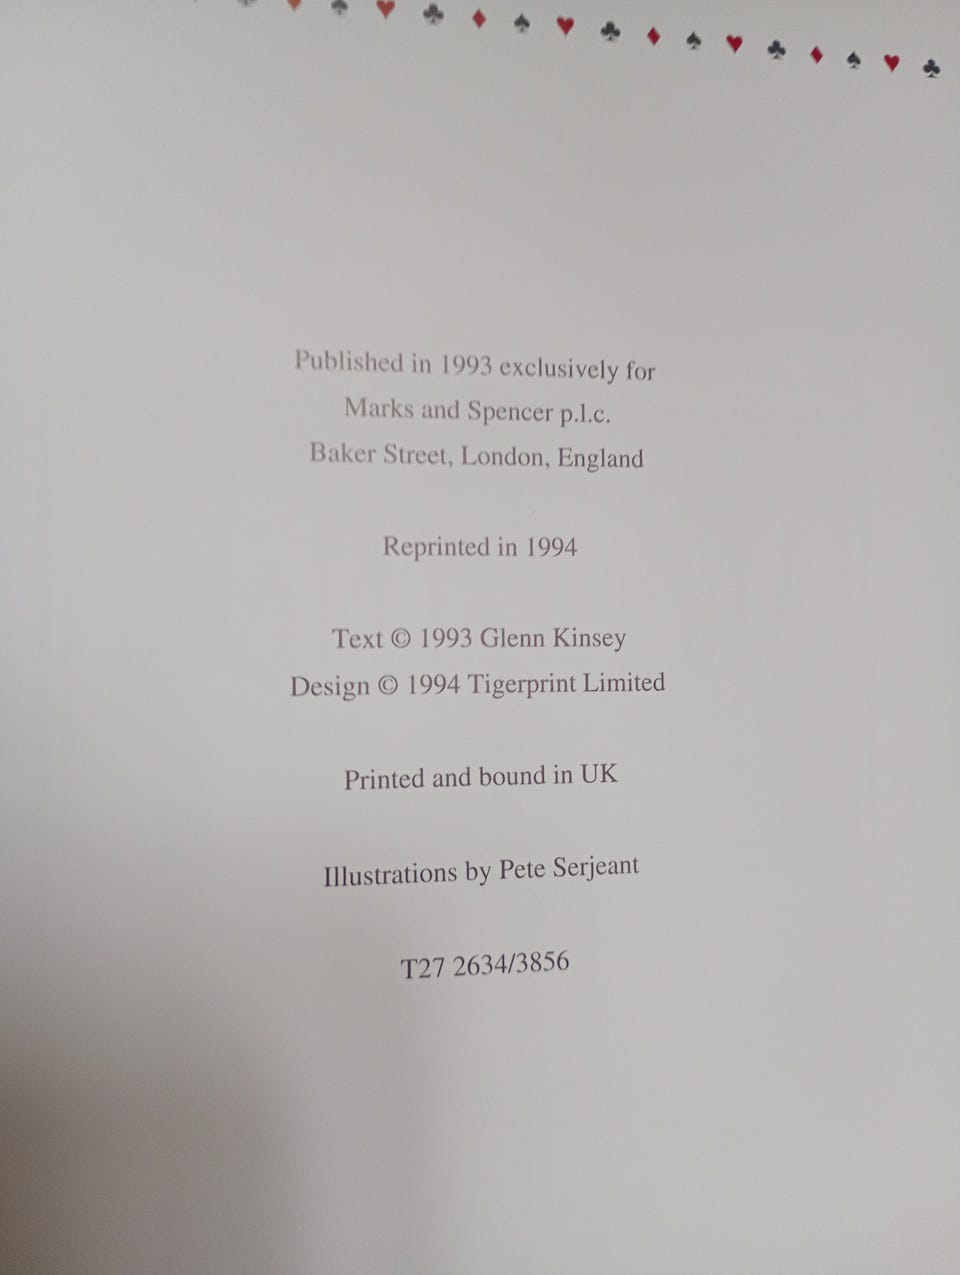 Published in 1993 exclusively for
Marks and Spencer p.l.c.
Baker Street, London, England
Reprinted in 1994
Text © 1993 Glenn Kinsey
Design © 1994 Tigerprint Limited
Printed and bound in UK
Illustrations by Pete Serjeant
T27 2634/3856